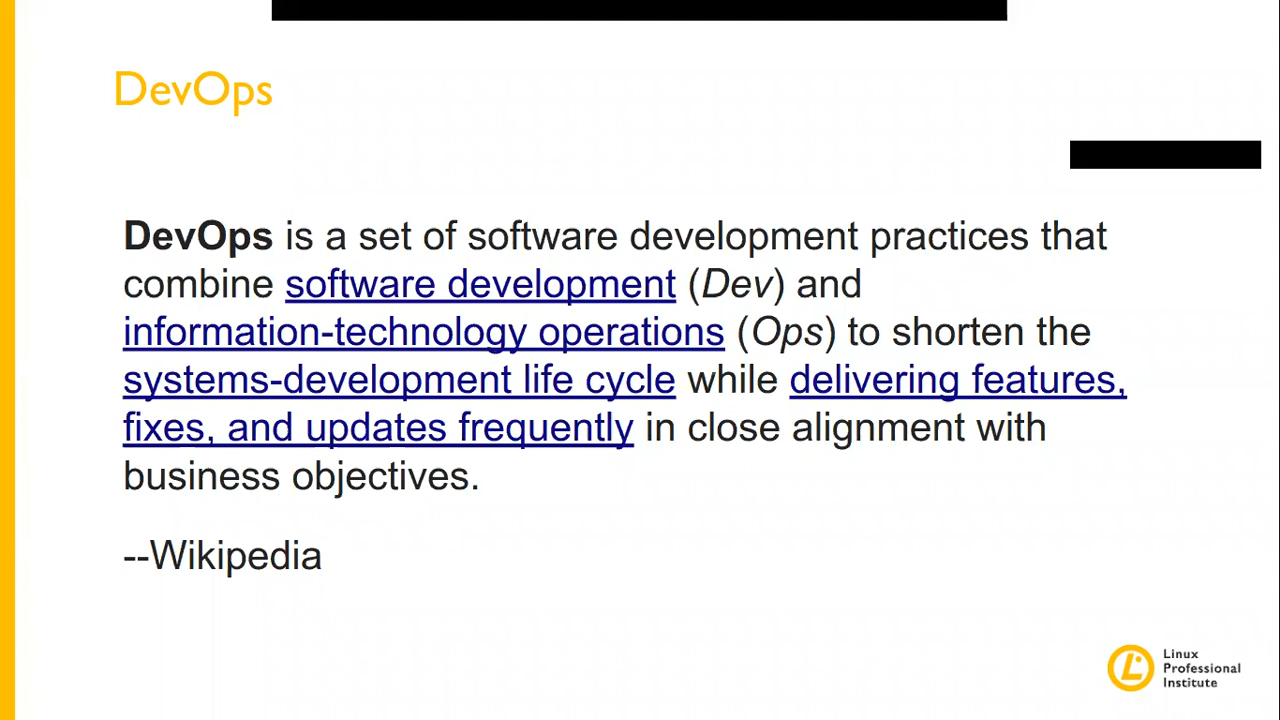 DevOps
DevOps is a set of software development practices that
combine software development (Dev) and
information-technology operations (Ops) to shorten the
systems-development life cycle while delivering features,
fixes, and updates frequently in close alignment with
business objectives.
--Wikipedia
Linux
Professional
Institute